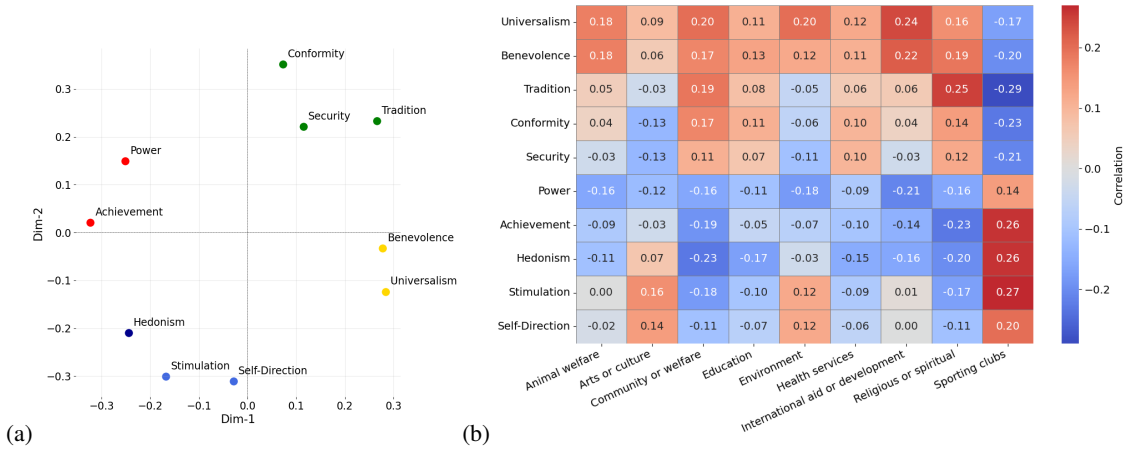 (a)
Conformity
Security
Tradition
Power
Achievement
Benevolence
Universalism
Hedonism
Stimulation
Self-Direction
0.3
0.2
0.1
0.0
−0.1
−0.2
−0.3
Dim-2
−0.3 −0.2 −0.1 0.0 0.1 0.2 0.3
Dim-1
(b)
Universalism 0.18 0.09 0.20 0.11 0.20 0.12 0.24 0.16 -0.17
Benevolence 0.18 0.06 0.17 0.13 0.12 0.11 0.22 0.19 -0.20
Tradition 0.05 -0.03 0.19 0.08 -0.05 0.06 0.06 0.25 -0.29
Conformity 0.04 -0.13 0.17 0.11 -0.06 0.10 0.04 0.14 -0.23
Security -0.03 -0.13 0.11 0.07 -0.11 0.10 -0.03 0.12 -0.21
Power -0.16 -0.12 -0.16 -0.11 -0.18 -0.09 -0.21 -0.16 0.14
Achievement -0.09 -0.03 -0.19 -0.05 -0.07 -0.10 -0.14 -0.23 0.26
Hedonism -0.11 0.07 -0.23 -0.17 -0.03 -0.15 -0.16 -0.20 0.26
Stimulation 0.00 0.16 -0.18 -0.10 0.12 -0.09 0.01 -0.17 0.27
Self-Direction -0.02 0.14 -0.11 -0.07 0.12 -0.06 0.00 -0.11 0.20
Animal welfare
Arts or culture
Community or welfare
Education
Environment
Health services
International aid or development
Religious or spiritual
Sporting clubs
0.2
0.1
0.0
−0.1
−0.2
Correlation